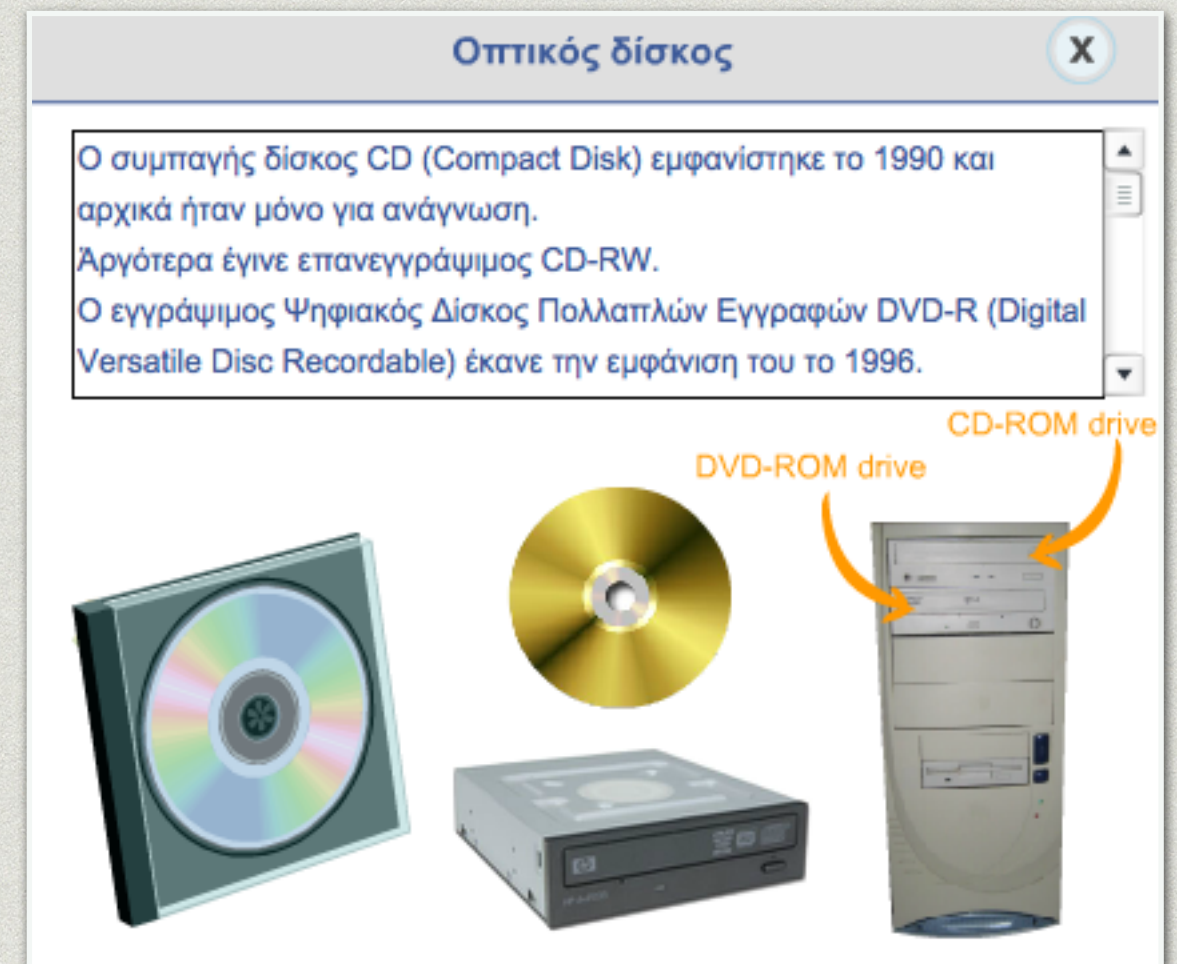 Οπτικός δίσκος
X
Ο συμπαγής δίσκος CD (Compact Disk) εμφανίστηκε το 1990 και
αρχικά ήταν μόνο για ανάγνωση.
Άργότερα έγινε επανεγγράψιμος CD-RW.
Ο εγγράψιμος Ψηφιακός Δίσκος Πολλαπλών Εγγραφών DVD-R (Digital
Versatile Disc Recordable) έκανε την εμφάνιση του το 1996.
CD-ROM drive
DVD-ROM drive
hp